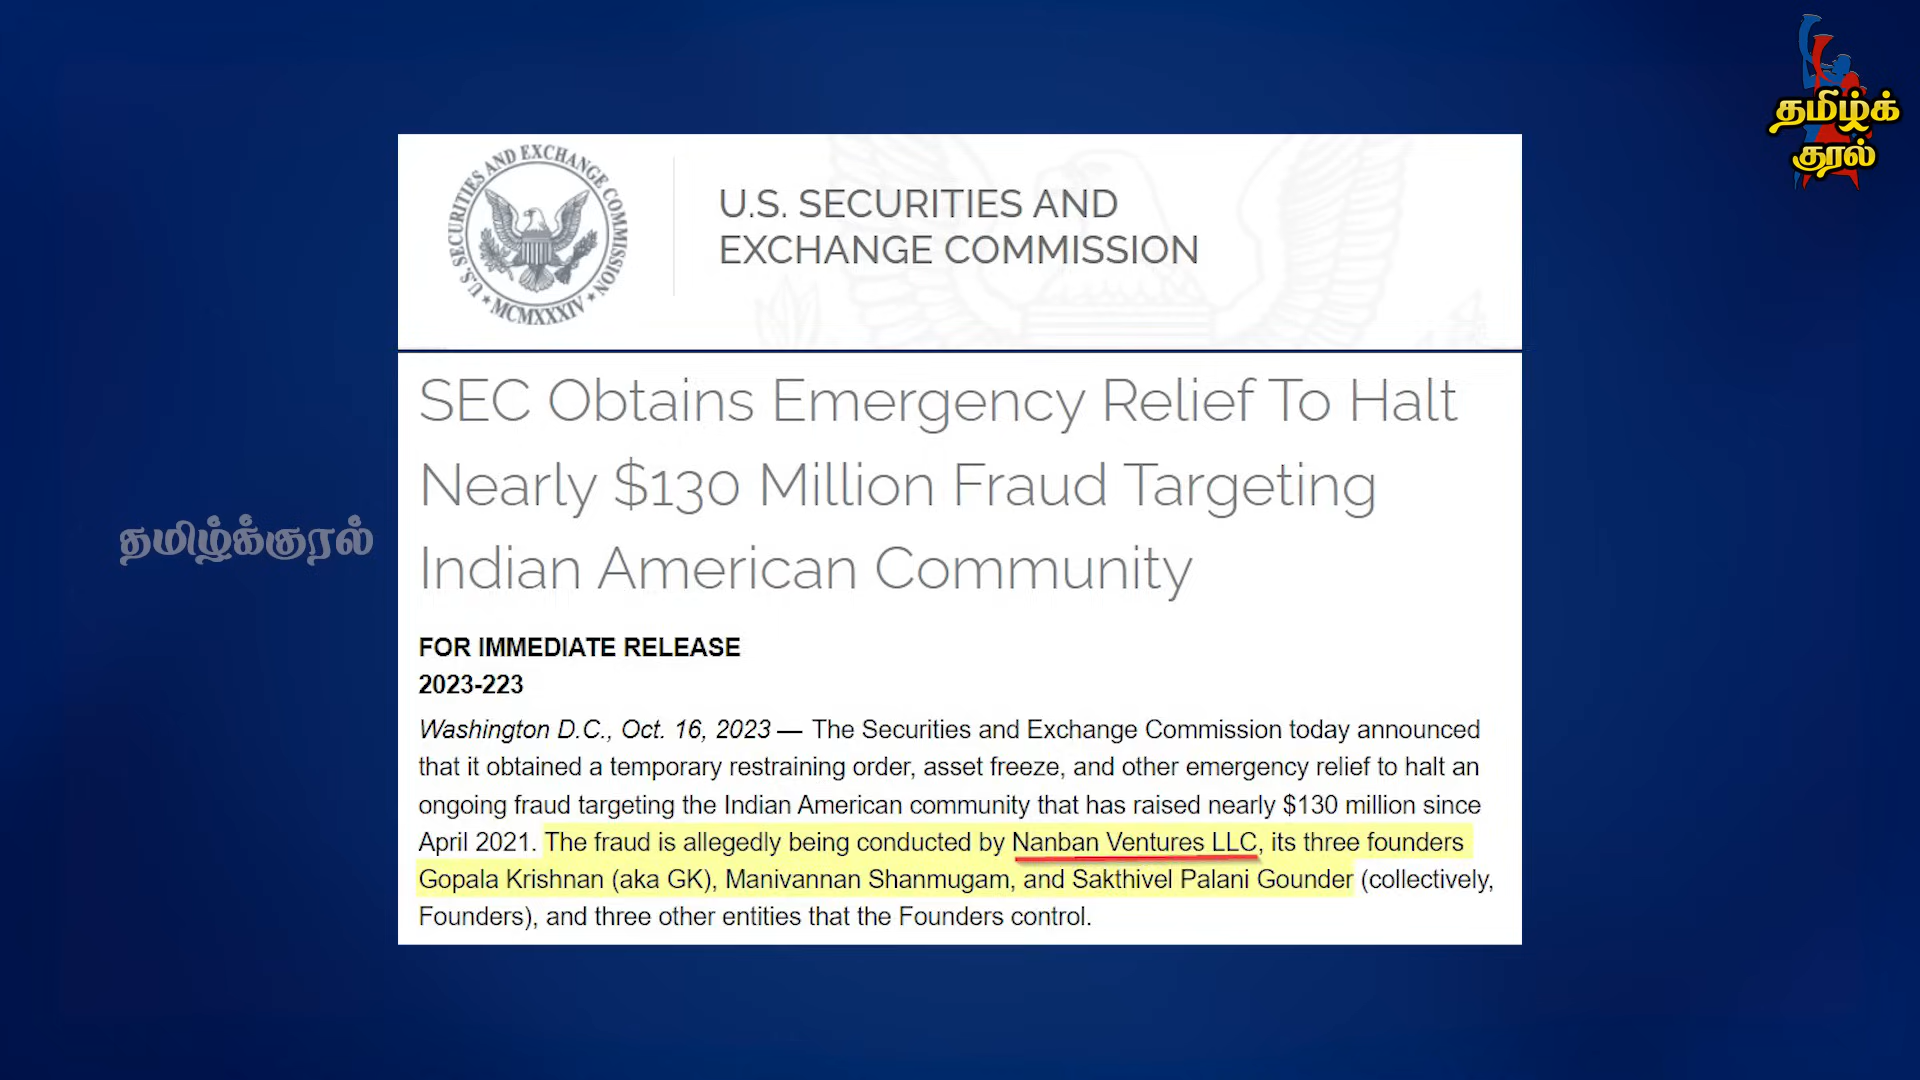 தமிழ்க்
குரல்
U.S. SECURITIES AND EXCHANGE COMMISSION
MCMXXXIV
U.S. SECURITIES AND
EXCHANGE COMMISSION
SEC Obtains Emergency Relief To Halt
Nearly $130 Million Fraud Targeting
Indian American Community
தமிழ்க்குரல்
FOR IMMEDIATE RELEASE
2023-223
Washington D.C., Oct. 16, 2023 — The Securities and Exchange Commission today announced
that it obtained a temporary restraining order, asset freeze, and other emergency relief to halt an
ongoing fraud targeting the Indian American community that has raised nearly $130 million since
April 2021. The fraud is allegedly being conducted by Nanban Ventures LLC, its three founders
Gopala Krishnan (aka GK), Manivannan Shanmugam, and Sakthivel Palani Gounder (collectively,
Founders), and three other entities that the Founders control.